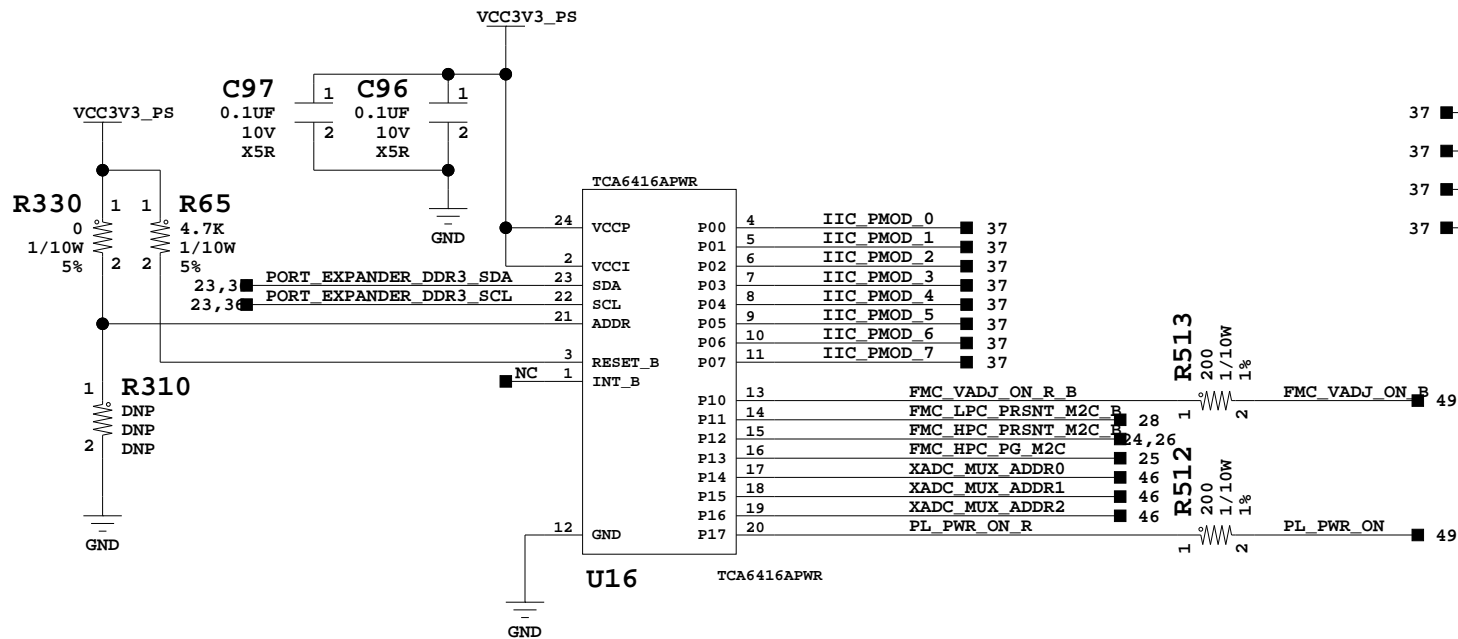 VCC3V3_PS
C97
0.1UF
10V
X5R
1
2
C96
0.1UF
10V
X5R
1
2
GND
VCC3V3_PS
R330
0
1/10W
5%
1
2
R65
4.7K
1/10W
5%
1
2
R310
DNP
DNP
DNP
1
2
GND
23,3
PORT_EXPANDER_DDR3_SDA
23,36
PORT_EXPANDER_DDR3_SCL
NC
TCA6416APWR
24 VCCP
2 VCCI
23 SDA
22 SCL
21 ADDR
3 RESET_B
1 INT_B
12 GND
GND
U16
TCA6416APWR
P00 4 IIC_PMOD_0 37
P01 5 IIC_PMOD_1 37
P02 6 IIC_PMOD_2 37
P03 7 IIC_PMOD_3 37
P04 8 IIC_PMOD_4 37
P05 9 IIC_PMOD_5 37
P06 10 IIC_PMOD_6 37
P07 11 IIC_PMOD_7 37
P10 13 FMC_VADJ_ON_R_B
P11 14 FMC_LPC_PRSNT_M2C_B 28
P12 15 FMC_HPC_PRSNT_M2C_B 24,26
P13 16 FMC_HPC_PG_M2C 25
P14 17 XADC_MUX_ADDR0 46
P15 18 XADC_MUX_ADDR1 46
P16 19 XADC_MUX_ADDR2 46
P17 20 PL_PWR_ON_R
R513
200
1/10W
1%
1
2
FMC_VADJ_ON_B 49
R512
200
1/10W
1%
1
2
PL_PWR_ON 49
37
37
37
37